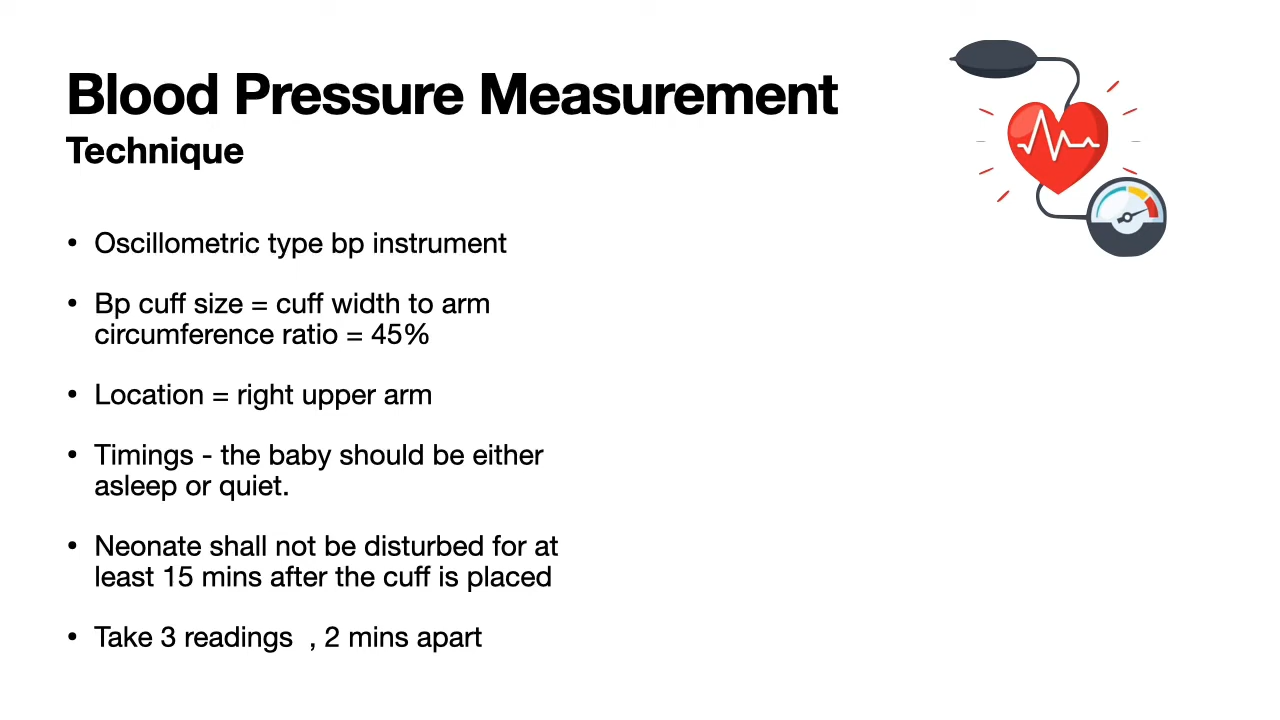 Blood Pressure Measurement
Technique
• Oscillometric type bp instrument
• Bp cuff size = cuff width to arm
circumference ratio = 45%
• Location = right upper arm
• Timings - the baby should be either
asleep or quiet.
• Neonate shall not be disturbed for at
least 15 mins after the cuff is placed
• Take 3 readings  , 2 mins apart